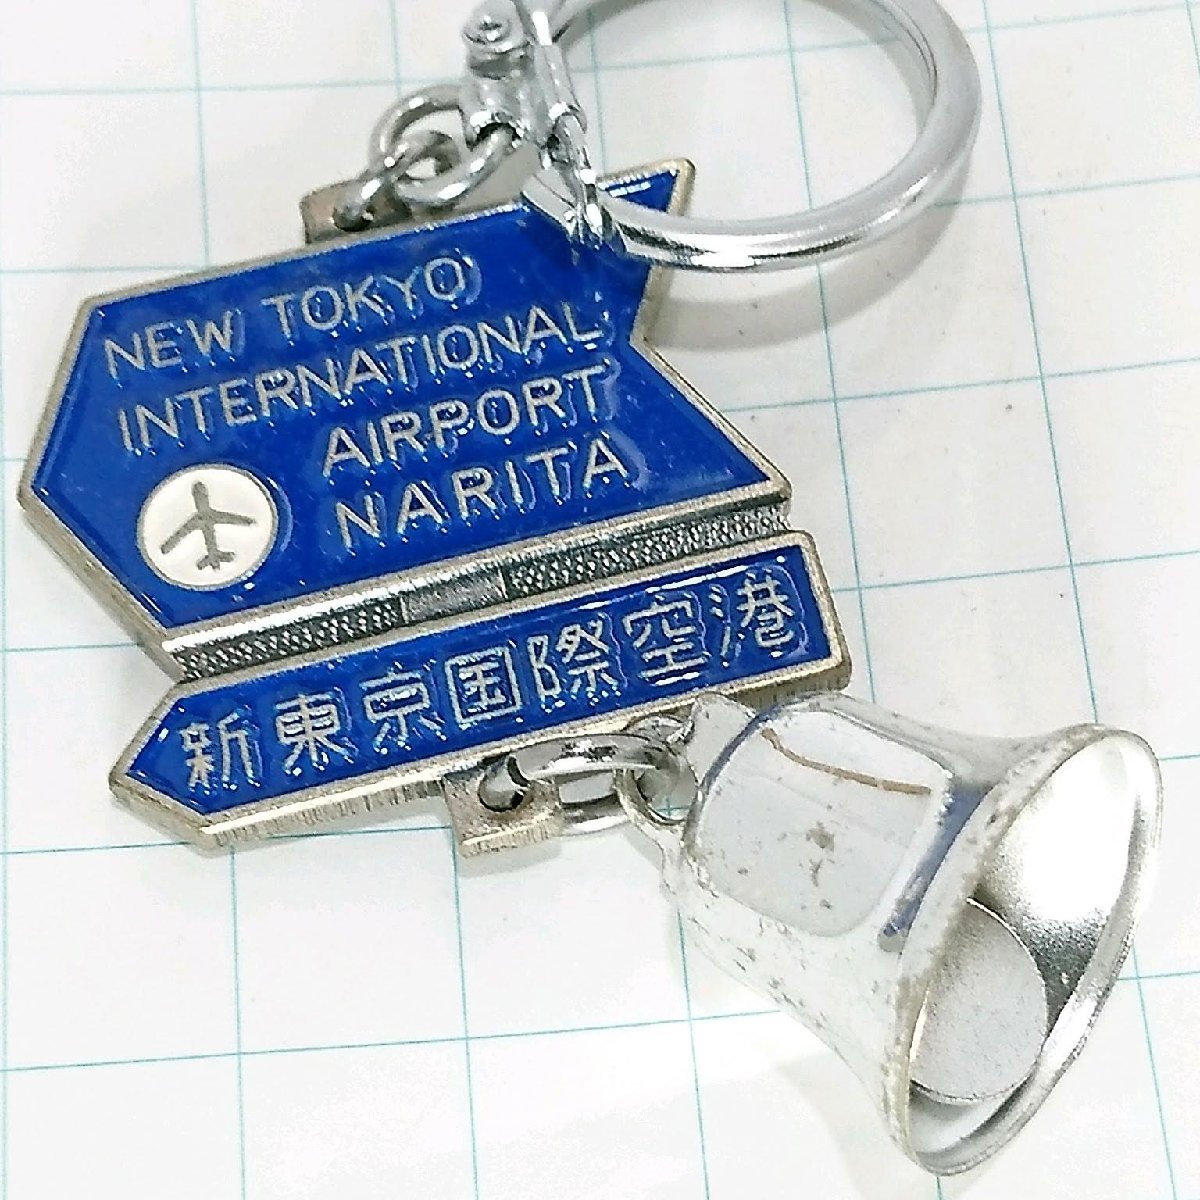 NEW TOKYO
INTERNATIONAL
AIRPORT
NARITA
新東京国際空港